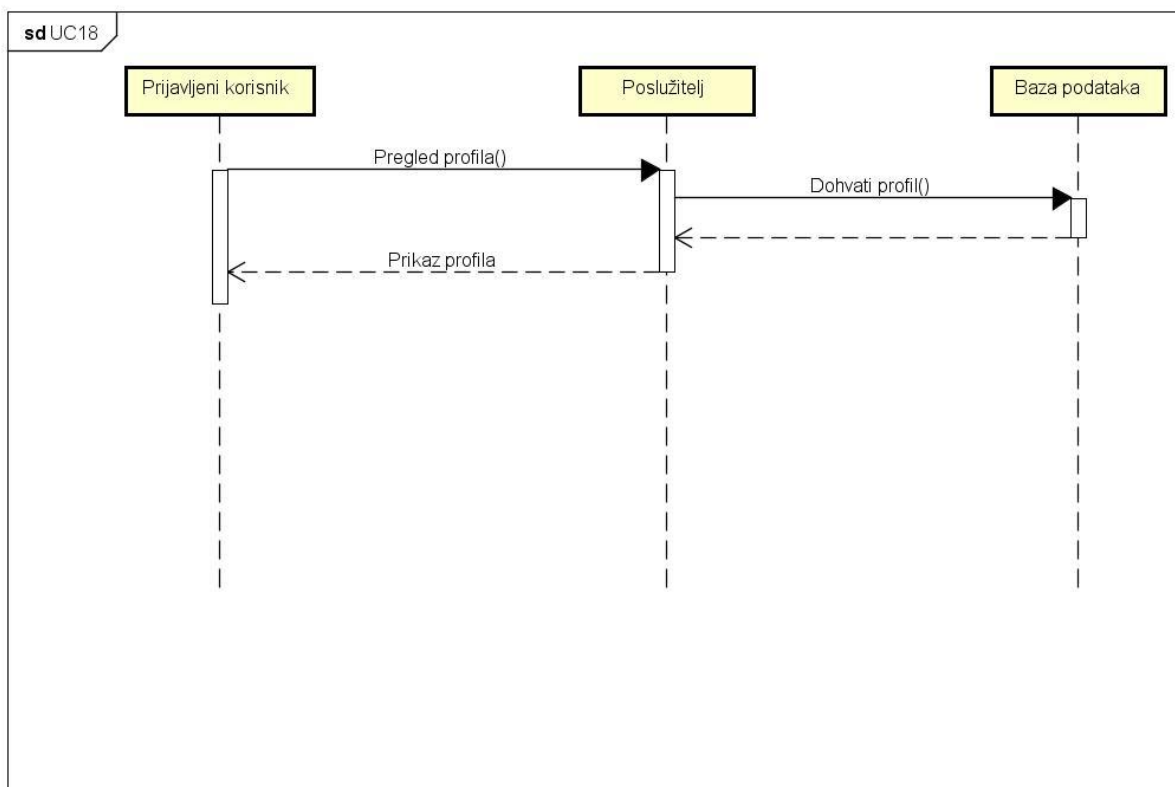 sd UC18
Prijavljeni korisnik
Poslužitelj
Baza podataka
Pregled profila()
Dohvati profil()
Prikaz profila